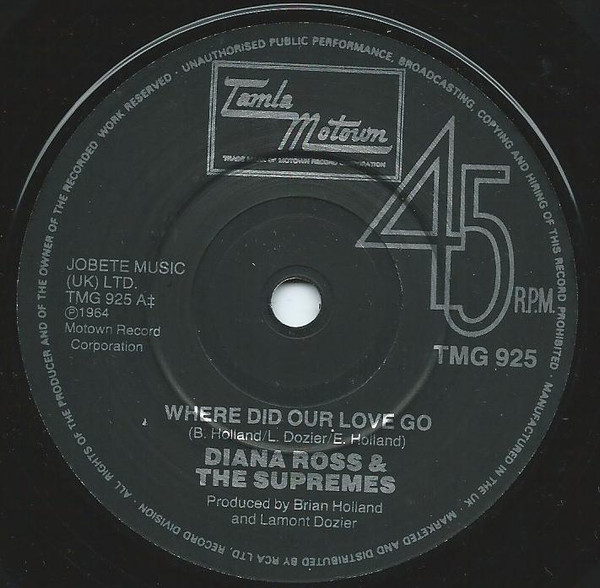 ALL RIGHTS OF THE PRODUCER AND OF THE OWNER OF THE RECORDED WORK RESERVED · UNAUTHORISED PUBLIC PERFORMANCE, BROADCASTING, COPYING AND HIRING OF THIS RECORD PROHIBITED · MANUFACTURED IN THE UK. MARKETED AND DISTRIBUTED BY RCA LTD. RECORD DIVISION ·
Tamla
Motown
TRADE MARK OF MOTOWN RECORD CORPORATION
45
R.P.M.
JOBETE MUSIC
(UK) LTD.
TMG 925 A‡
℗1964
Motown Record
Corporation
TMG 925
WHERE DID OUR LOVE GO
(B. Holland/L. Dozier/E. Holland)
DIANA ROSS &
THE SUPREMES
Produced by Brian Holland
and Lamont Dozier